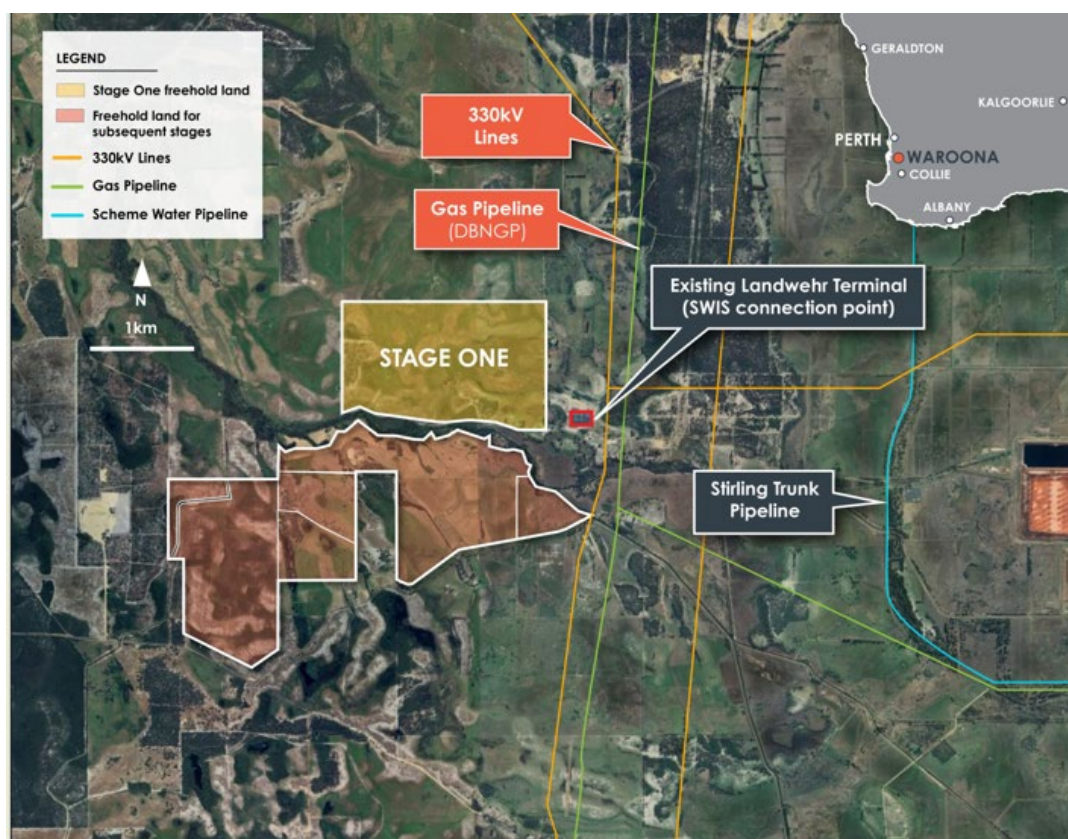 LEGEND
Stage One freehold land
Freehold land for
subsequent stages
330kV Lines
Gas Pipeline
Scheme Water Pipeline
N
1km
330kV
Lines
Gas Pipeline
(DBNGP)
Existing Landwehr Terminal
(SWIS connection point)
STAGE ONE
Stirling Trunk
Pipeline
GERALDTON
KALGOORLIE
PERTH
WAROONA
COLLIE
ALBANY